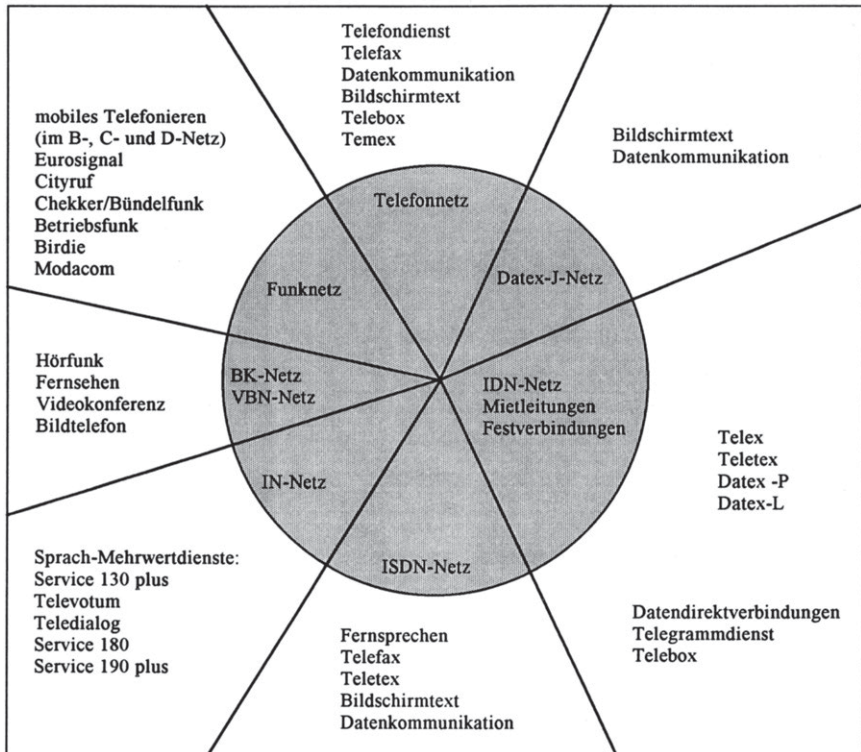 Telefondienst
Telefax
Datenkommunikation
Bildschirmtext
Telebox
Temex
mobiles Telefonieren
(im B-, C- und D-Netz)
Eurosignal
Cityruf
Chekker/Bündelfunk
Betriebsfunk
Birdie
Modacom
Bildschirmtext
Datenkommunikation
Telefonnetz
Datex-J-Netz
Funknetz
Hörfunk
Fernsehen
Videokonferenz
Bildtelefon
BK-Netz
VBN-Netz
IDN-Netz
Mietleitungen
Festverbindungen
Telex
Teletex
Datex -P
Datex-L
IN-Netz
ISDN-Netz
Sprach-Mehrwertdienste:
Service 130 plus
Televotum
Teledialog
Service 180
Service 190 plus
Fernsprechen
Telefax
Teletex
Bildschirmtext
Datenkommunikation
Datendirektverbindungen
Telegrammdienst
Telebox